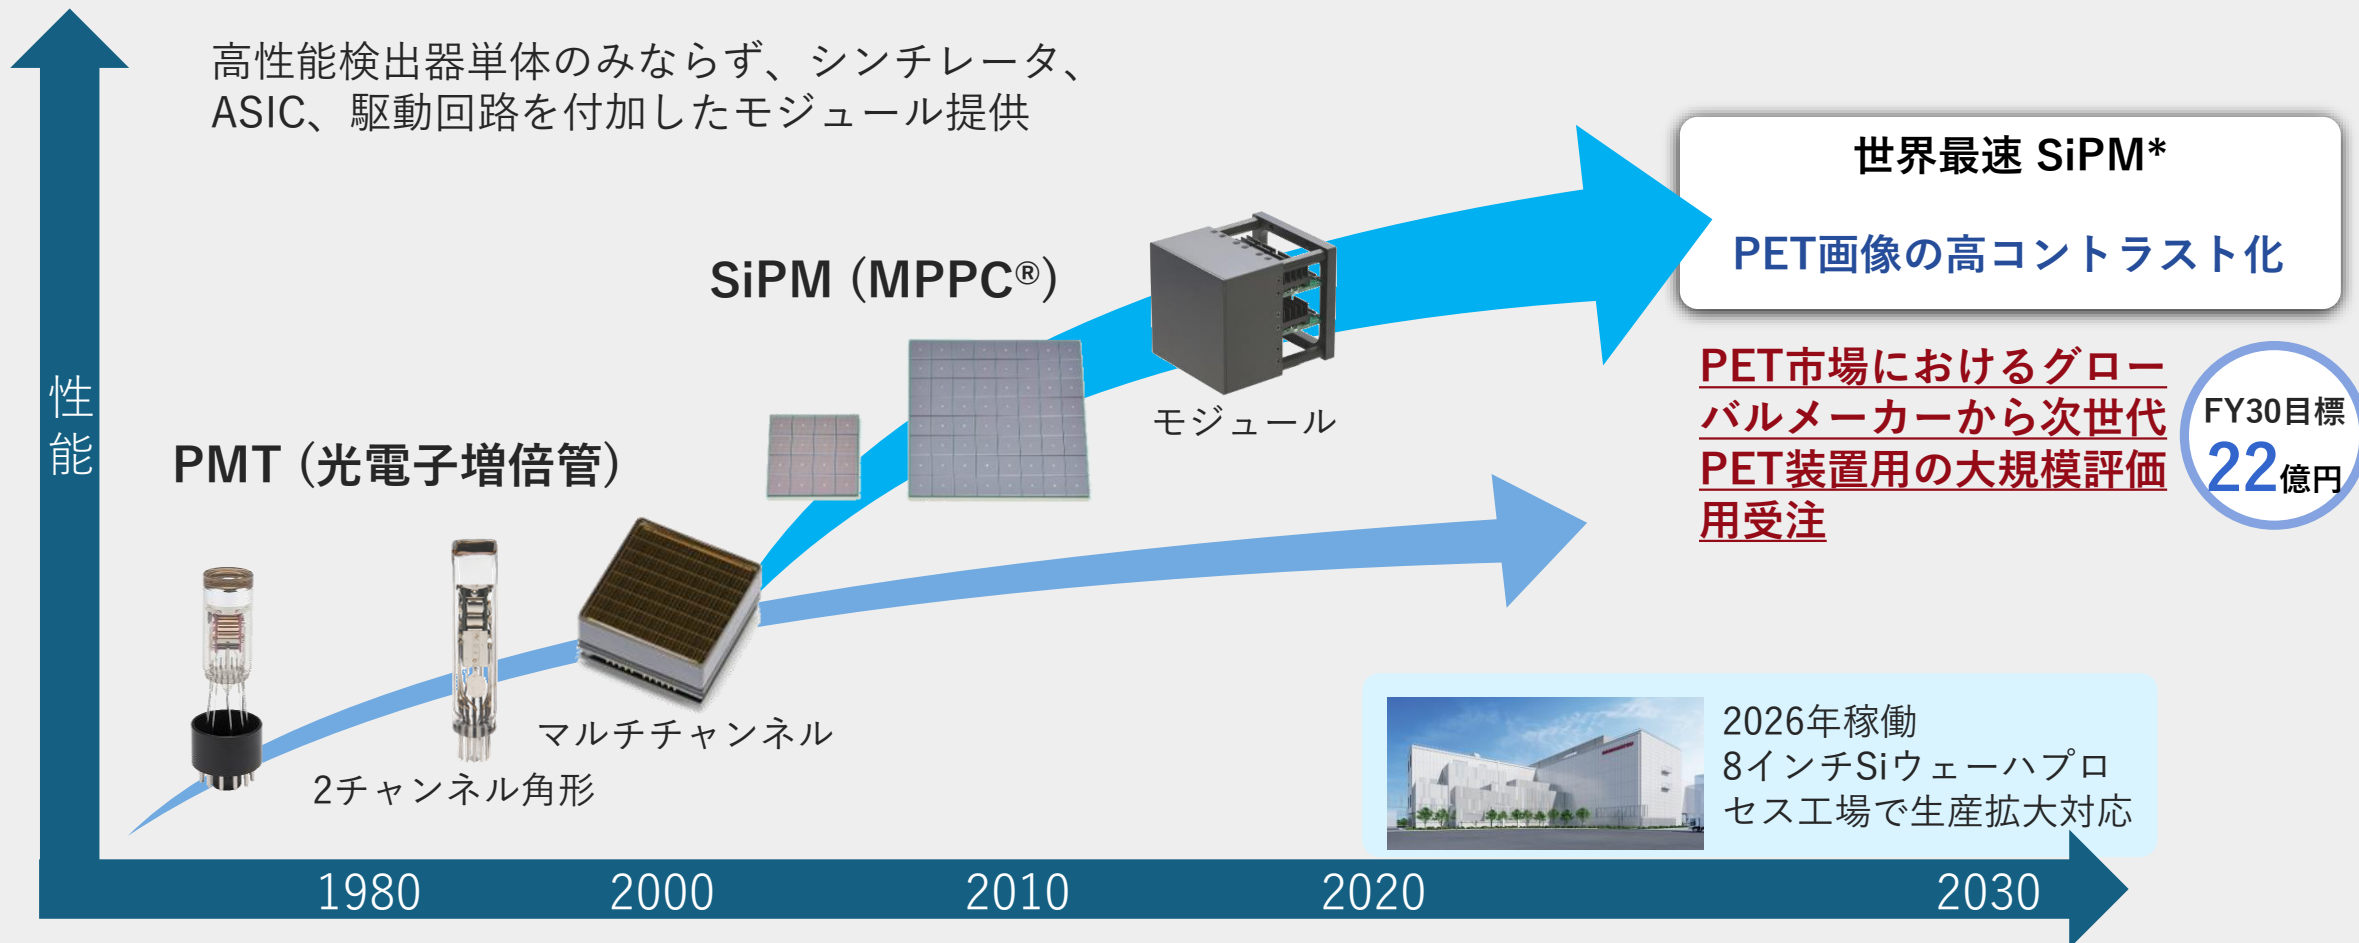 高性能検出器単体のみならず、シンチレータ、
ASIC、駆動回路を付加したモジュール提供
世界最速 SiPM*
PET画像の高コントラスト化
SiPM (MPPC®)
モジュール
PET市場におけるグロー
バルメーカーから次世代
PET装置用の大規模評価
用受注
FY30目標
22億円
性能
PMT (光電子増倍管)
マルチチャンネル
2チャンネル角形
2026年稼働
8インチSiウェーハプロ
セス工場で生産拡大対応
1980 2000 2010 2020 2030